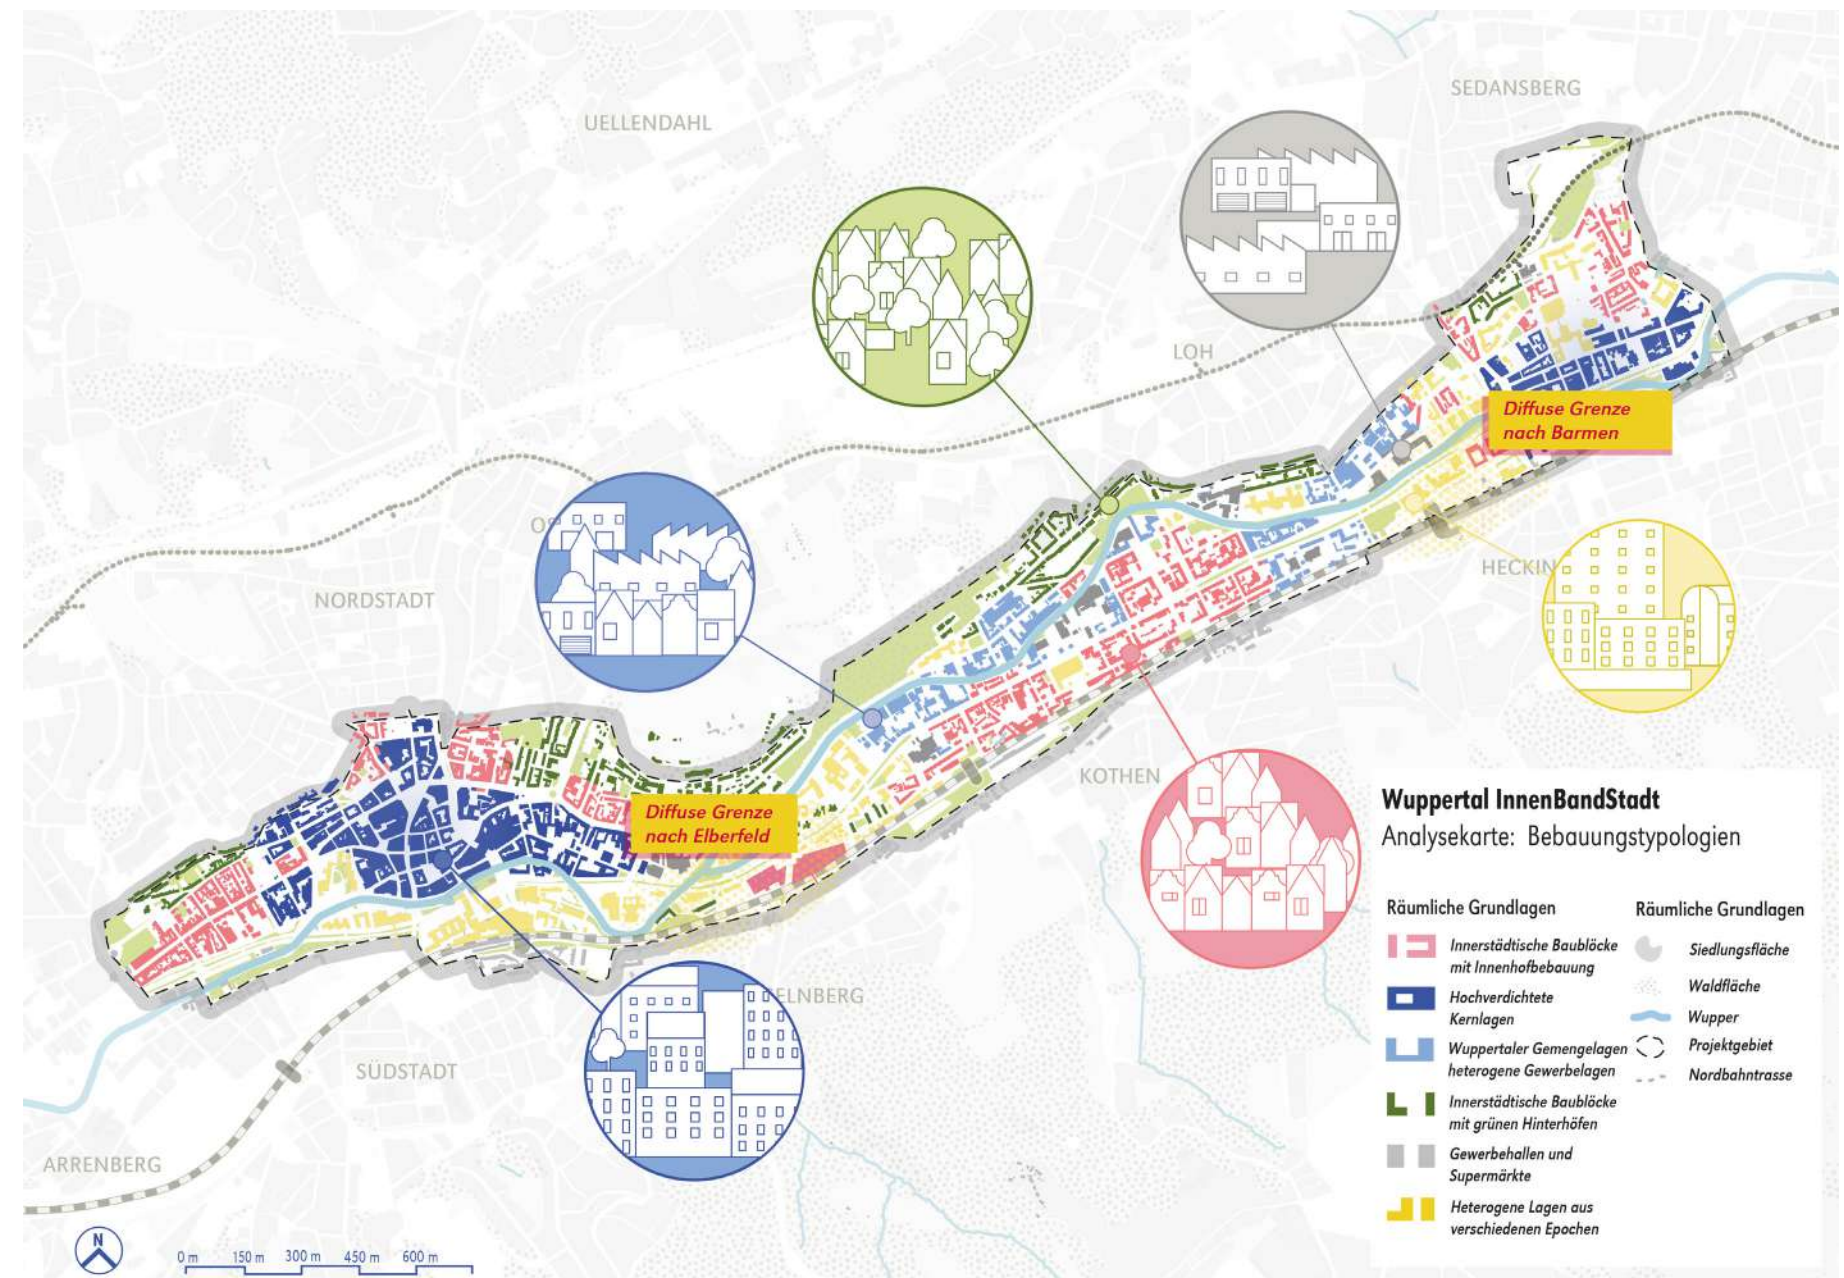 SEDANSBERG
UELLENDAHL
LOH
Diffuse Grenze
nach Barmen
HECKIN
NORDSTADT
KOTHEN
Diffuse Grenze
nach Elberfeld
ELNBERG
SÜDSTADT
ARRENBERG
N
0 m 150 m 300 m 450 m 600 m
Wuppertal InnenBandStadt
Analysekarte: Bebauungstypologien
Räumliche Grundlagen
Innerstädtische Baublöcke
mit Innenhofbebauung
Hochverdichtete
Kernlagen
Wuppertaler Gemengelagen
heterogene Gewerbelagen
Innerstädtische Baublöcke
mit grünen Hinterhöfen
Gewerbehallen und
Supermärkte
Heterogene Lagen aus
verschiedenen Epochen
Räumliche Grundlagen
Siedlungsfläche
Waldfläche
Wupper
Projektgebiet
Nordbahntrasse